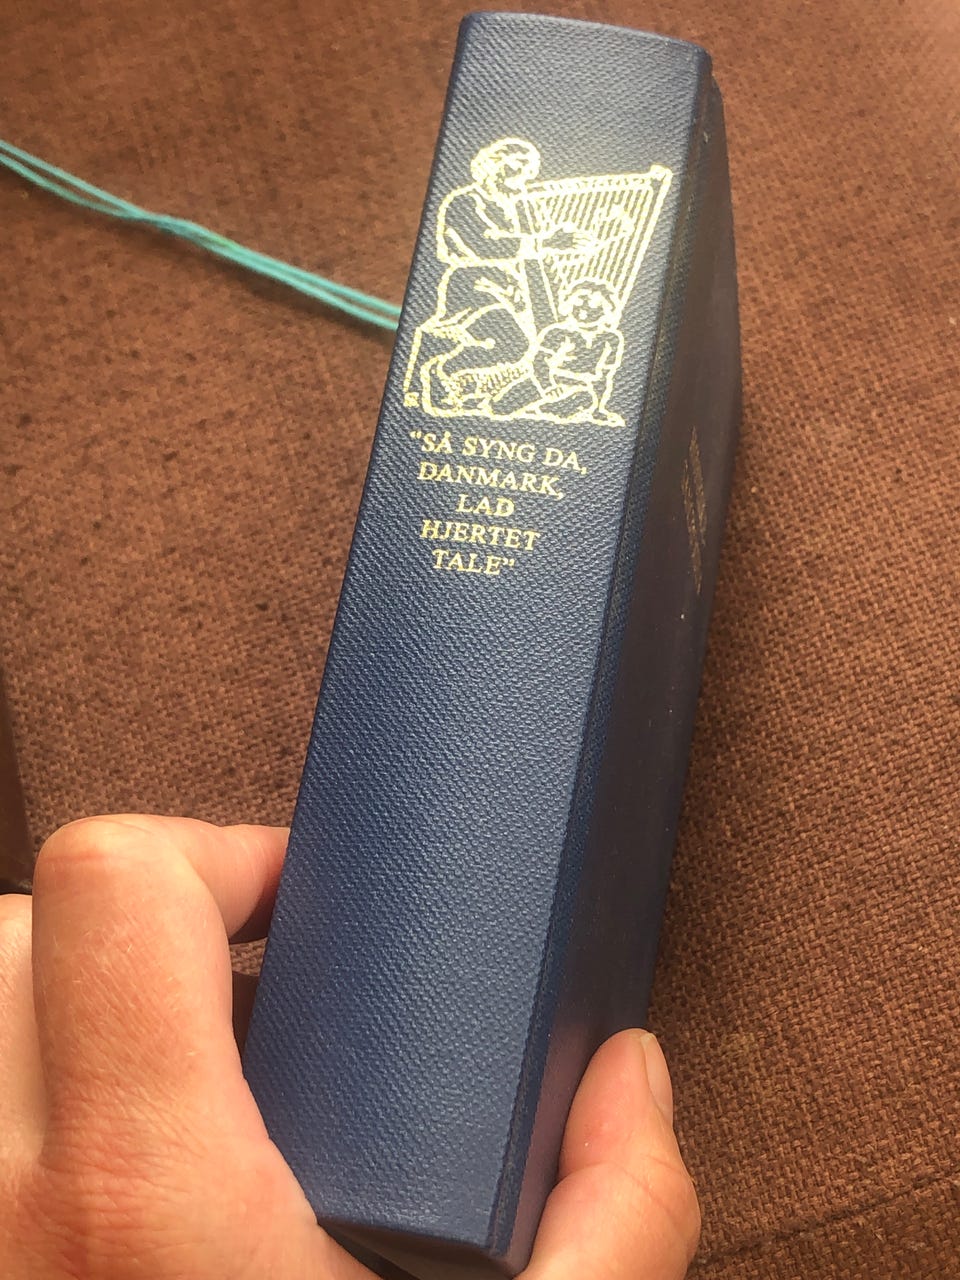 “SÅ SYNG DA,
DANMARK,
LAD
HJERTET
TALE”